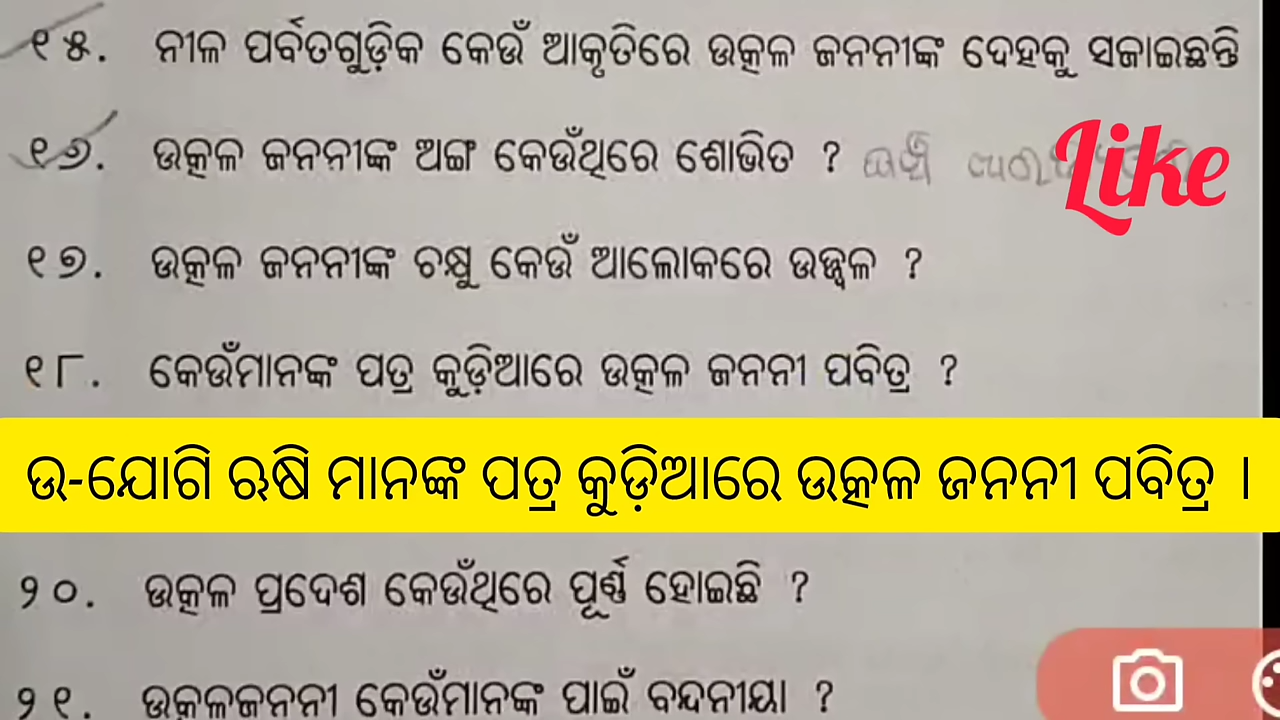 ୧୫. ନୀଳ ପର୍ବତଗୁଡ଼ିକ କେଉଁ ଆକୃତିରେ ଉତ୍କଳ ଜନନୀଙ୍କ ଦେହକୁ ସଜାଇଛନ୍ତି
୧୬. ଉତ୍କଳ ଜନନୀଙ୍କ ଅଙ୍ଗ କେଉଁଥିରେ ଶୋଭିତ ?
Like
୧୭. ଉତ୍କଳ ଜନନୀଙ୍କ ଚକ୍ଷୁ କେଉଁ ଆଲୋକରେ ଉଜ୍ଜ୍ୱଳ ?
୧୮. କେଉଁମାନଙ୍କ ପତ୍ର କୁଡ଼ିଆରେ ଉତ୍କଳ ଜନନୀ ପବିତ୍ର ?
ଉ-ଯୋଗି ଋଷି ମାନଙ୍କ ପତ୍ର କୁଡ଼ିଆରେ ଉତ୍କଳ ଜନନୀ ପବିତ୍ର ।
୨୦. ଉତ୍କଳ ପ୍ରଦେଶ କେଉଁଥିରେ ପୂର୍ଣ୍ଣ ହୋଇଛି ?
୨୧. ଉତ୍କଳଜନନୀ କେଉଁମାନଙ୍କ ପାଇଁ ବନ୍ଦନୀୟା ?